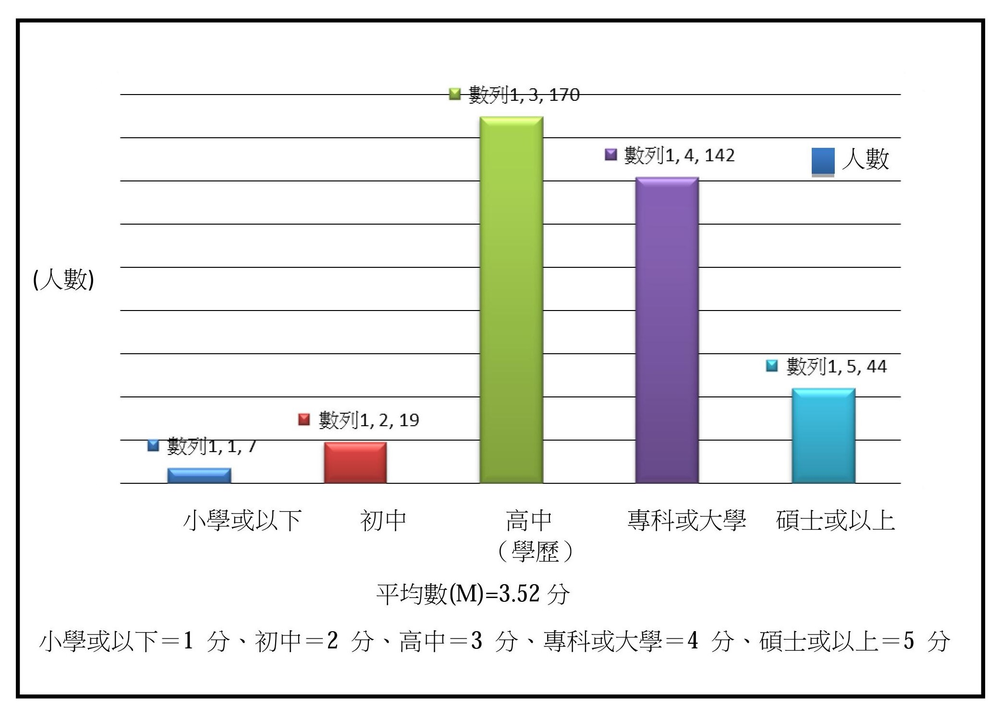 數列1, 3, 170
數列1, 4, 142
人數
(人數)
數列1, 5, 44
數列1, 2, 19
數列1, 1, 7
小學或以下 初中 高中 專科或大學 碩士或以上
（學歷）
平均數(M)=3.52 分
小學或以下＝1 分、初中＝2 分、高中＝3 分、專科或大學＝4 分、碩士或以上＝5 分